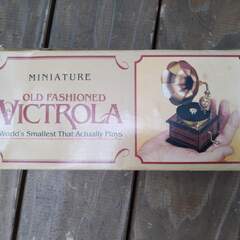 MINIATURE
OLD FASHIONED
VICTROLA
World's Smallest That Actually Plays